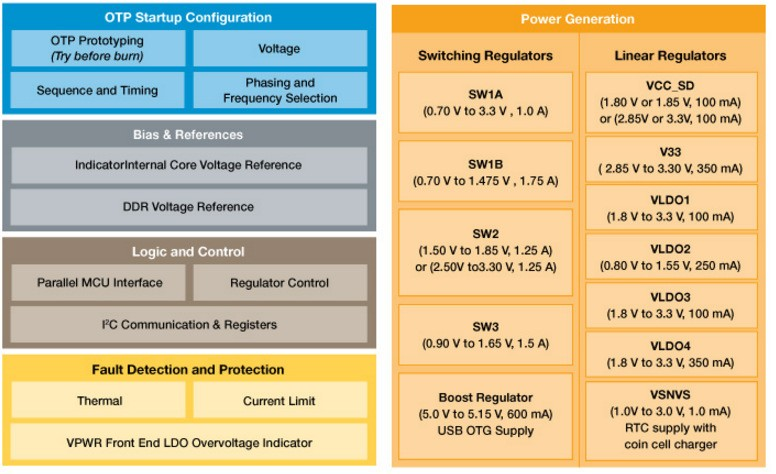 OTP Startup Configuration
OTP Prototyping
(Try before burn)
Voltage
Sequence and Timing
Phasing and
Frequency Selection
Bias & References
IndicatorInternal Core Voltage Reference
DDR Voltage Reference
Logic and Control
Parallel MCU Interface
Regulator Control
I²C Communication & Registers
Fault Detection and Protection
Thermal
Current Limit
VPWR Front End LDO Overvoltage Indicator
Power Generation
Switching Regulators
SW1A
(0.70 V to 3.3 V , 1.0 A)
SW1B
(0.70 V to 1.475 V , 1.75 A)
SW2
(1.50 V to 1.85 V, 1.25 A)
or (2.50V to3.30 V, 1.25 A)
SW3
(0.90 V to 1.65 V, 1.5 A)
Boost Regulator
(5.0 V to 5.15 V, 600 mA)
USB OTG Supply
Linear Regulators
VCC_SD
(1.80 V or 1.85 V, 100 mA)
or (2.85V or 3.3V, 100 mA)
V33
( 2.85 V to 3.30 V, 350 mA)
VLDO1
(1.8 V to 3.3 V, 100 mA)
VLDO2
(0.80 V to 1.55 V, 250 mA)
VLDO3
(1.8 V to 3.3 V, 100 mA)
VLDO4
(1.8 V to 3.3 V, 350 mA)
VSNVS
(1.0V to 3.0 V, 1.0 mA)
RTC supply with
coin cell charger